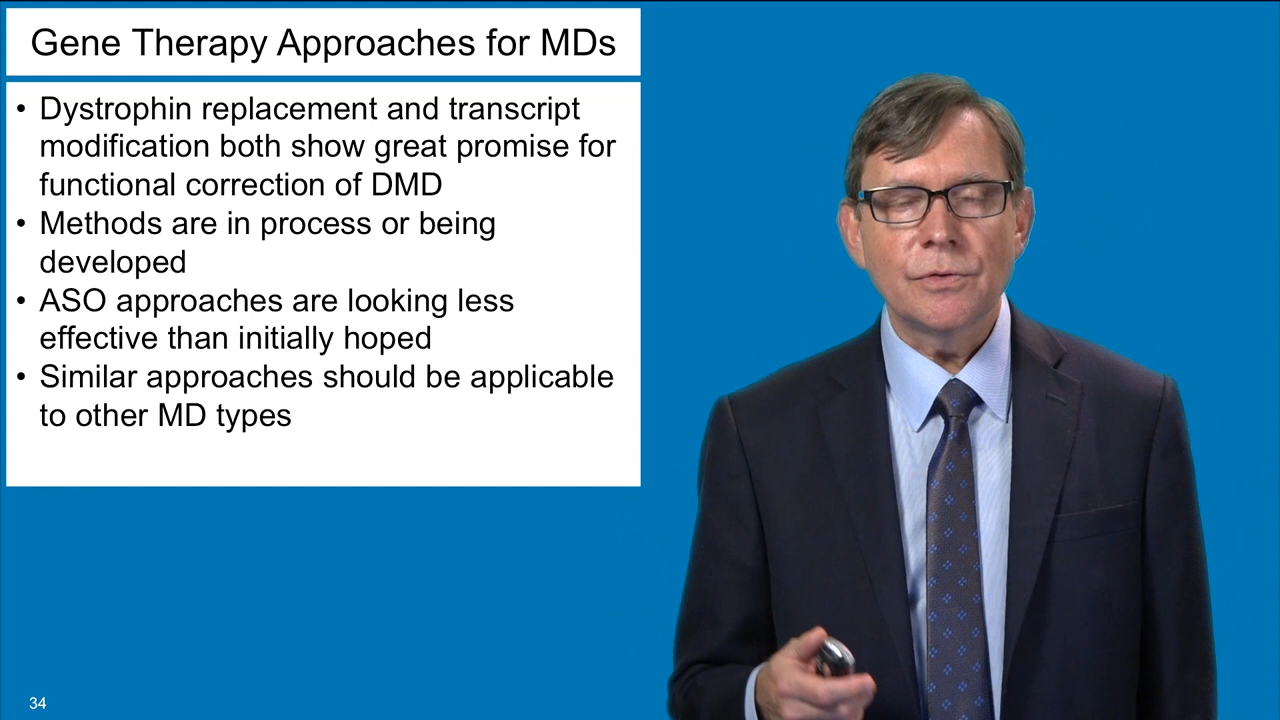 Gene Therapy Approaches for MDs
• Dystrophin replacement and transcript
modification both show great promise for
functional correction of DMD
• Methods are in process or being
developed
• ASO approaches are looking less
effective than initially hoped
• Similar approaches should be applicable
to other MD types
34